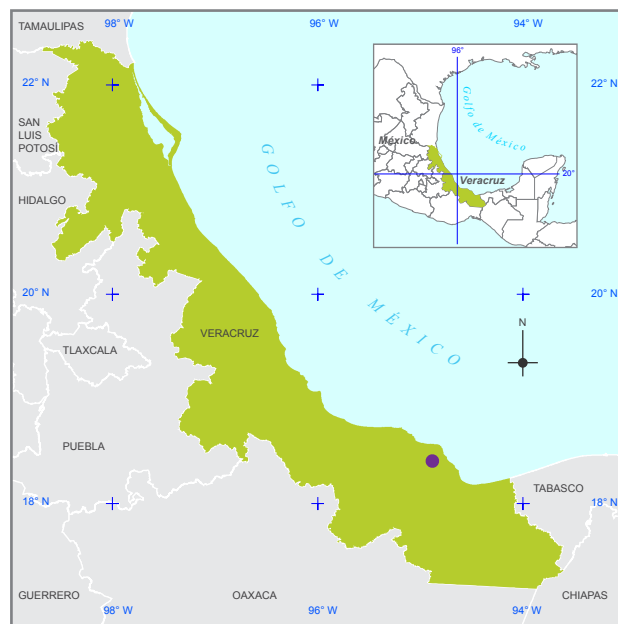 TAMAULIPAS
98° W
96° W
94° W
22° N
22° N
SAN
LUIS
POTOSÍ
HIDALGO
96°
Golfo de México
México
20°
Veracruz
GOLFO DE MÉXICO
20° N
20° N
VERACRUZ
N
TLAXCALA
PUEBLA
TABASCO
18° N
18° N
GUERRERO
OAXACA
CHIAPAS
98° W
96° W
94° W